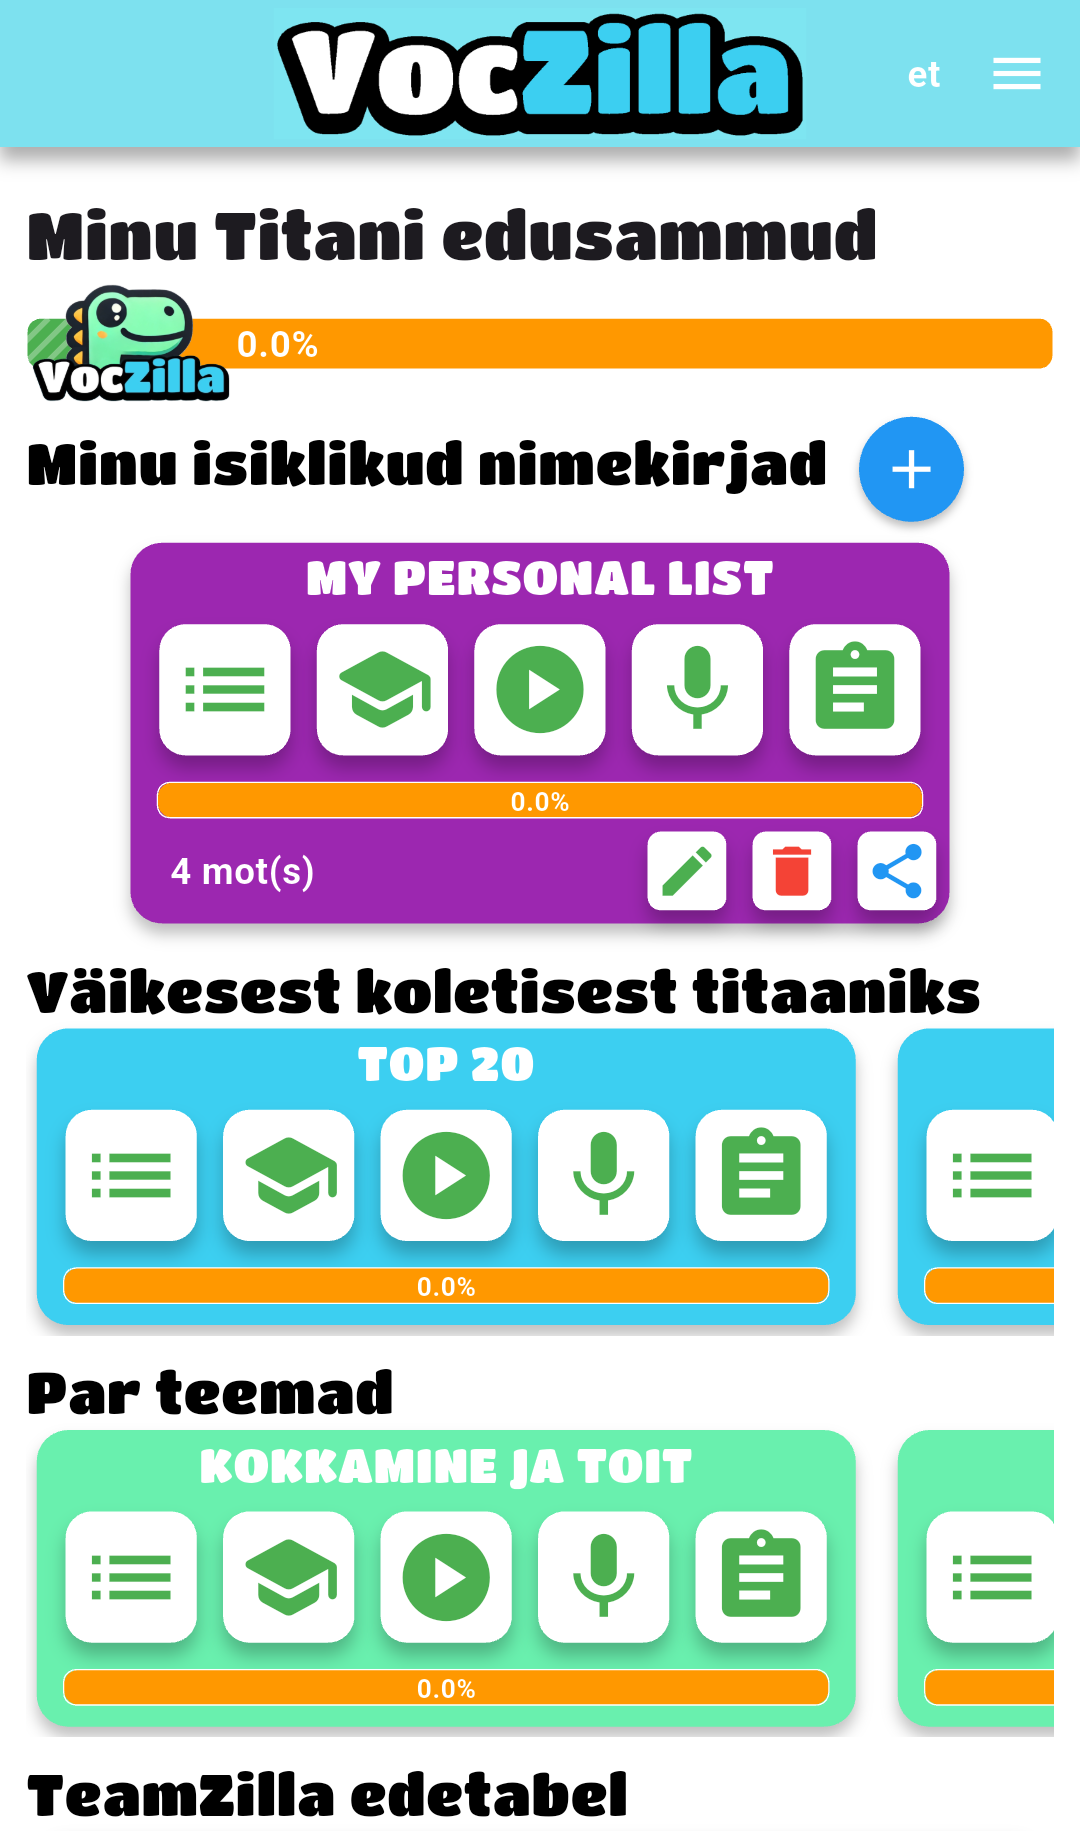 VocZilla
et
Minu Titani edusammud
0.0%
VocZilla
Minu isiklikud nimekirjad
MY PERSONAL LIST
0.0%
4 mot(s)
Väikesest koletisest titaaniks
TOP 20
0.0%
Par teemad
KOKKAMINE JA TOIT
0.0%
TeamZilla edetabel